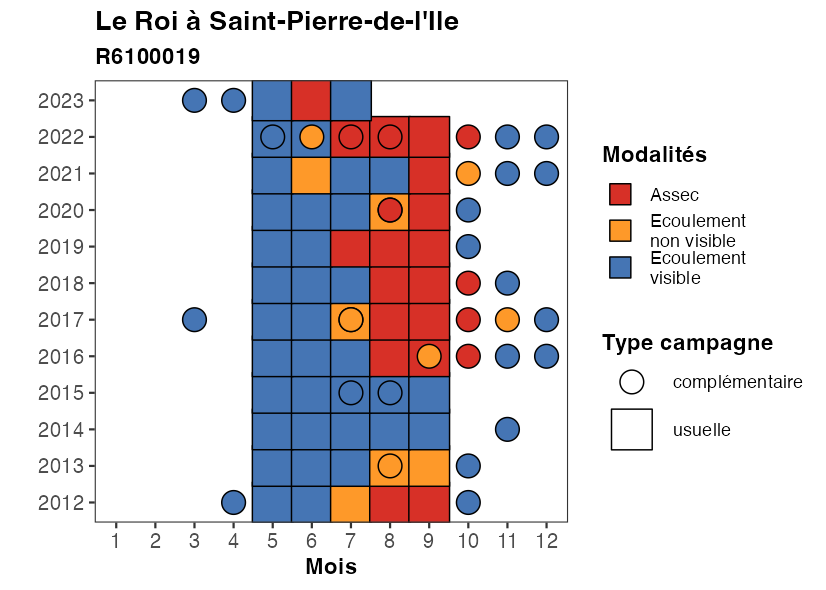 Le Roi à Saint-Pierre-de-l'Ile
R6100019
2023
2022
2021
2020
2019
2018
2017
2016
2015
2014
2013
2012
1 2 3 4 5 6 7 8 9 10 11 12
Mois
Modalités
Assec
Ecoulement
non visible
Ecoulement
visible
Type campagne
complémentaire
usuelle